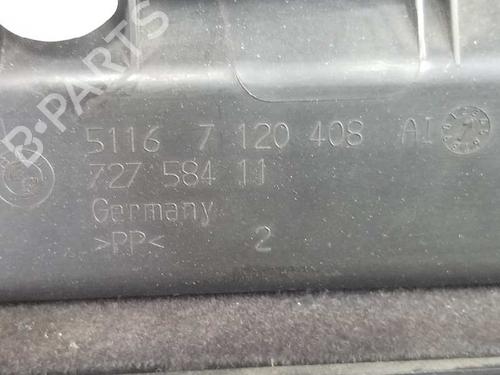 B-PARTS
5116 7 120 408 AI
727 584 11
Germany
>PP< 2